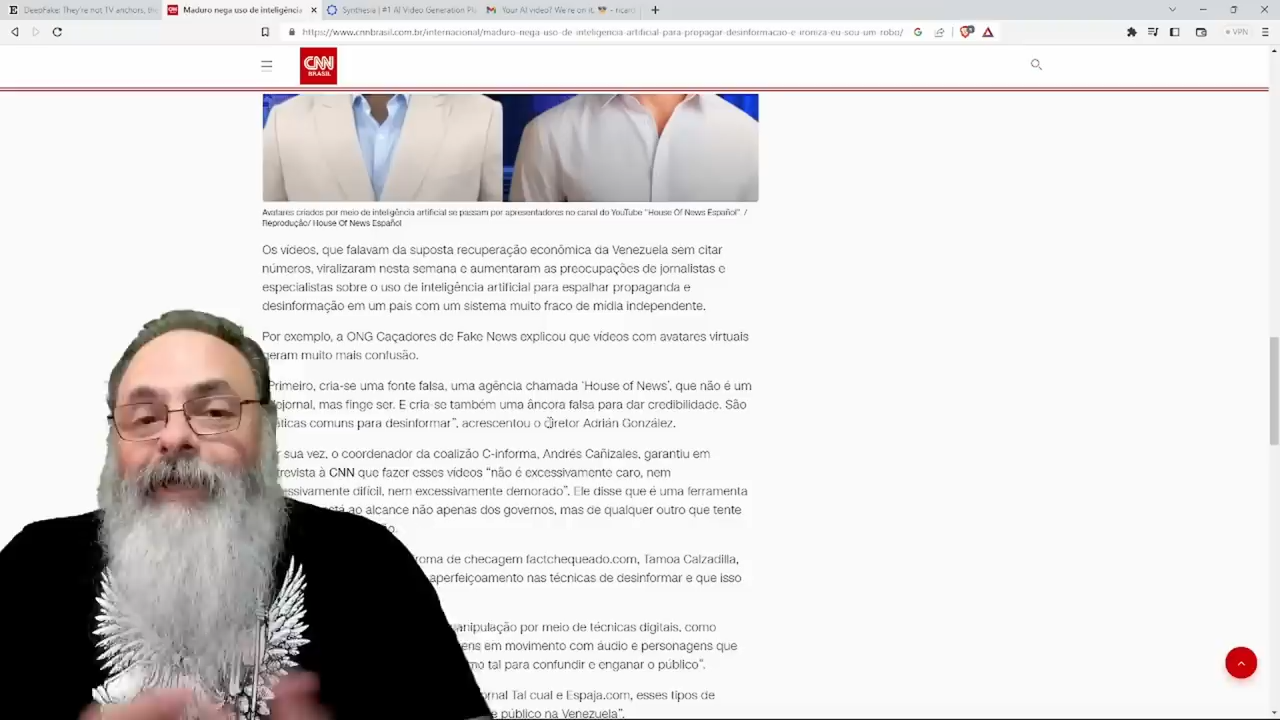 DeepFake! They're not TV anchors, the
Maduro nega uso de inteligência
Synthesia | #1 AI Video Generation Pl
Your AI video? We're on it.
- ricar
https://www.cnnbrasil.com.br/internacional/maduro-nega-uso-de-inteligencia-artificial-para-propagar-desinformacao-e-ironiza-eu-sou-um-robo/
VPN
CNN
BRASIL
Avatares criados por meio de inteligência artificial se passam por apresentadores no canal do YouTube "House Of News Español". /
Reprodução/ House Of News Español
Os vídeos, que falavam da suposta recuperação econômica da Venezuela sem citar
números, viralizaram nesta semana e aumentaram as preocupações de jornalistas e
especialistas sobre o uso de inteligência artificial para espalhar propaganda e
desinformação em um país com um sistema muito fraco de mídia independente.
Por exemplo, a ONG Caçadores de Fake News explicou que vídeos com avatares virtuais
geram muito mais confusão.
Primeiro, cria-se uma fonte falsa, uma agência chamada 'House of News', que não é um
ejornal, mas finge ser. E cria-se também uma âncora falsa para dar credibilidade. São
áticas comuns para desinformar", acrescentou o diretor Adrián González.
r sua vez, o coordenador da coalizão C-informa, Andrés Cañizales, garantiu em
trevista à CNN que fazer esses vídeos "não é excessivamente caro, nem
essivamente difícil, nem excessivamente demorado". Ele disse que é uma ferramenta
ao alcance não apenas dos governos, mas de qualquer outro que tente
orma de checagem factchequeado.com, Tamoa Calzadilla,
aperfeiçoamento nas técnicas de desinformar e que isso
anipulação por meio de técnicas digitais, como
ens em movimento com áudio e personagens que
mo tal para confundir e enganar o público".
ornal Tal cual e Espaja.com, esses tipos de
e público na Venezuela".